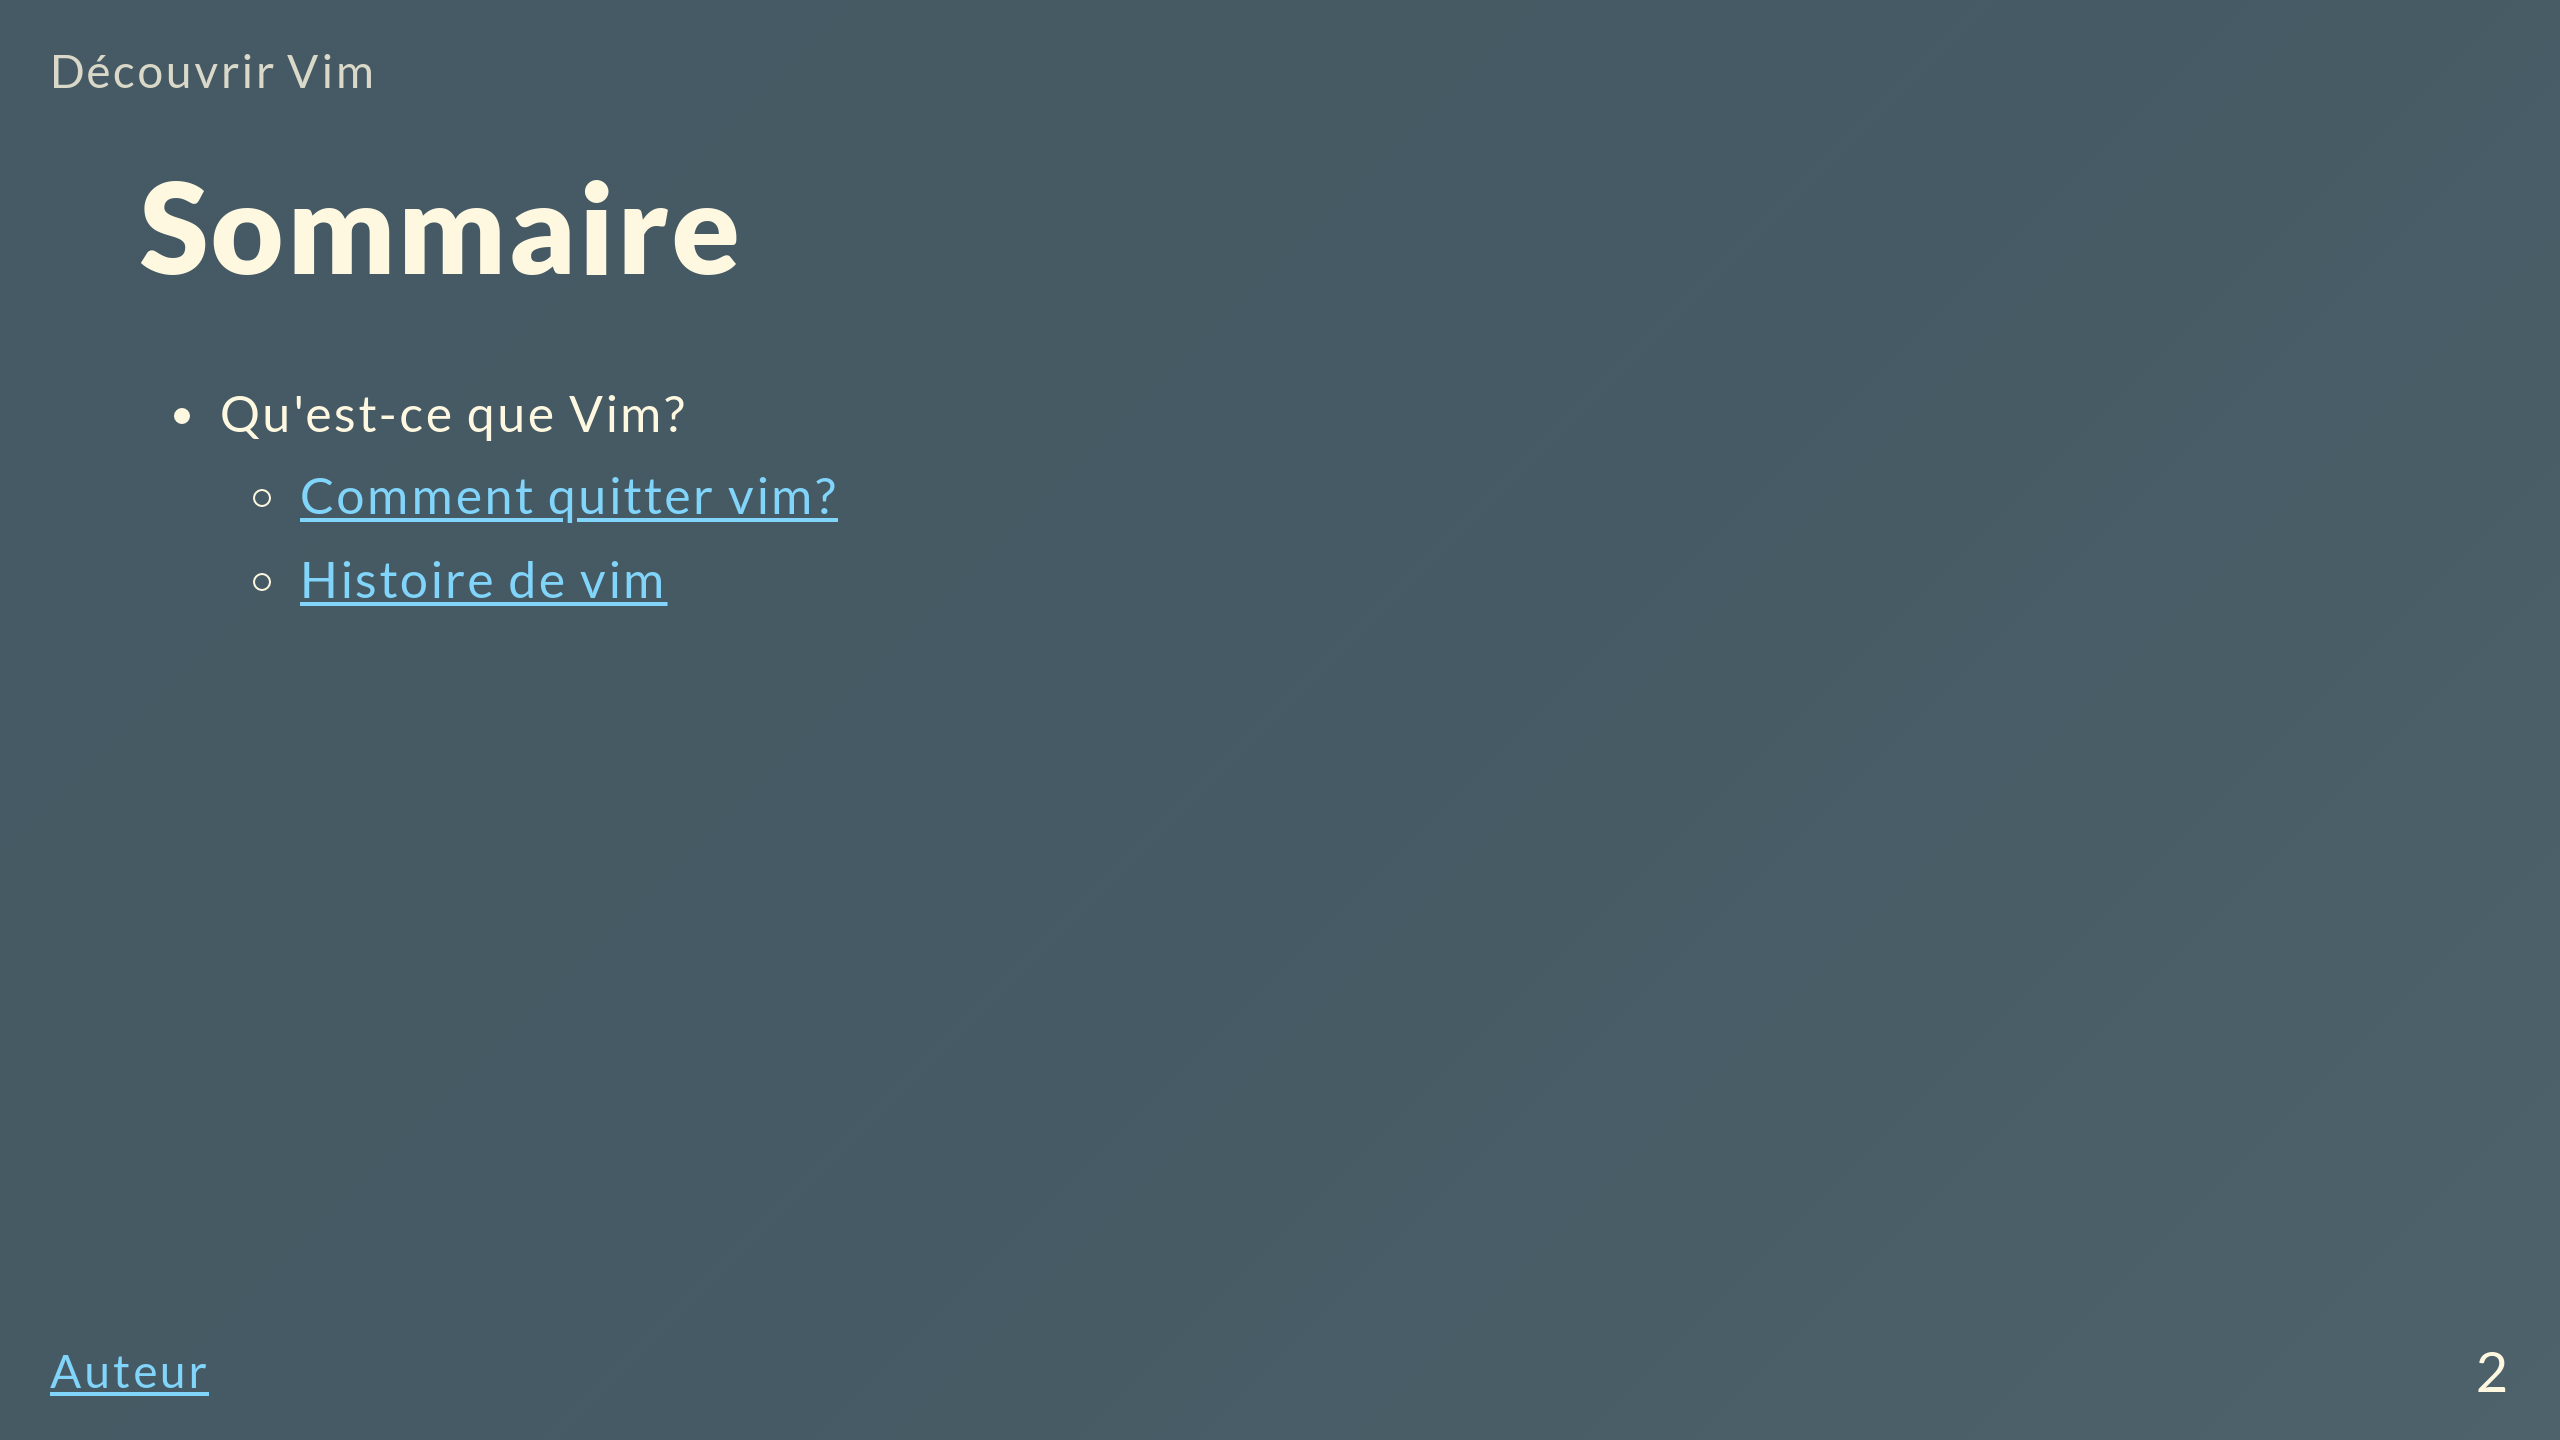 Découvrir Vim
Sommaire
Qu'est-ce que Vim?
Comment quitter vim?
Histoire de vim
Auteur
2